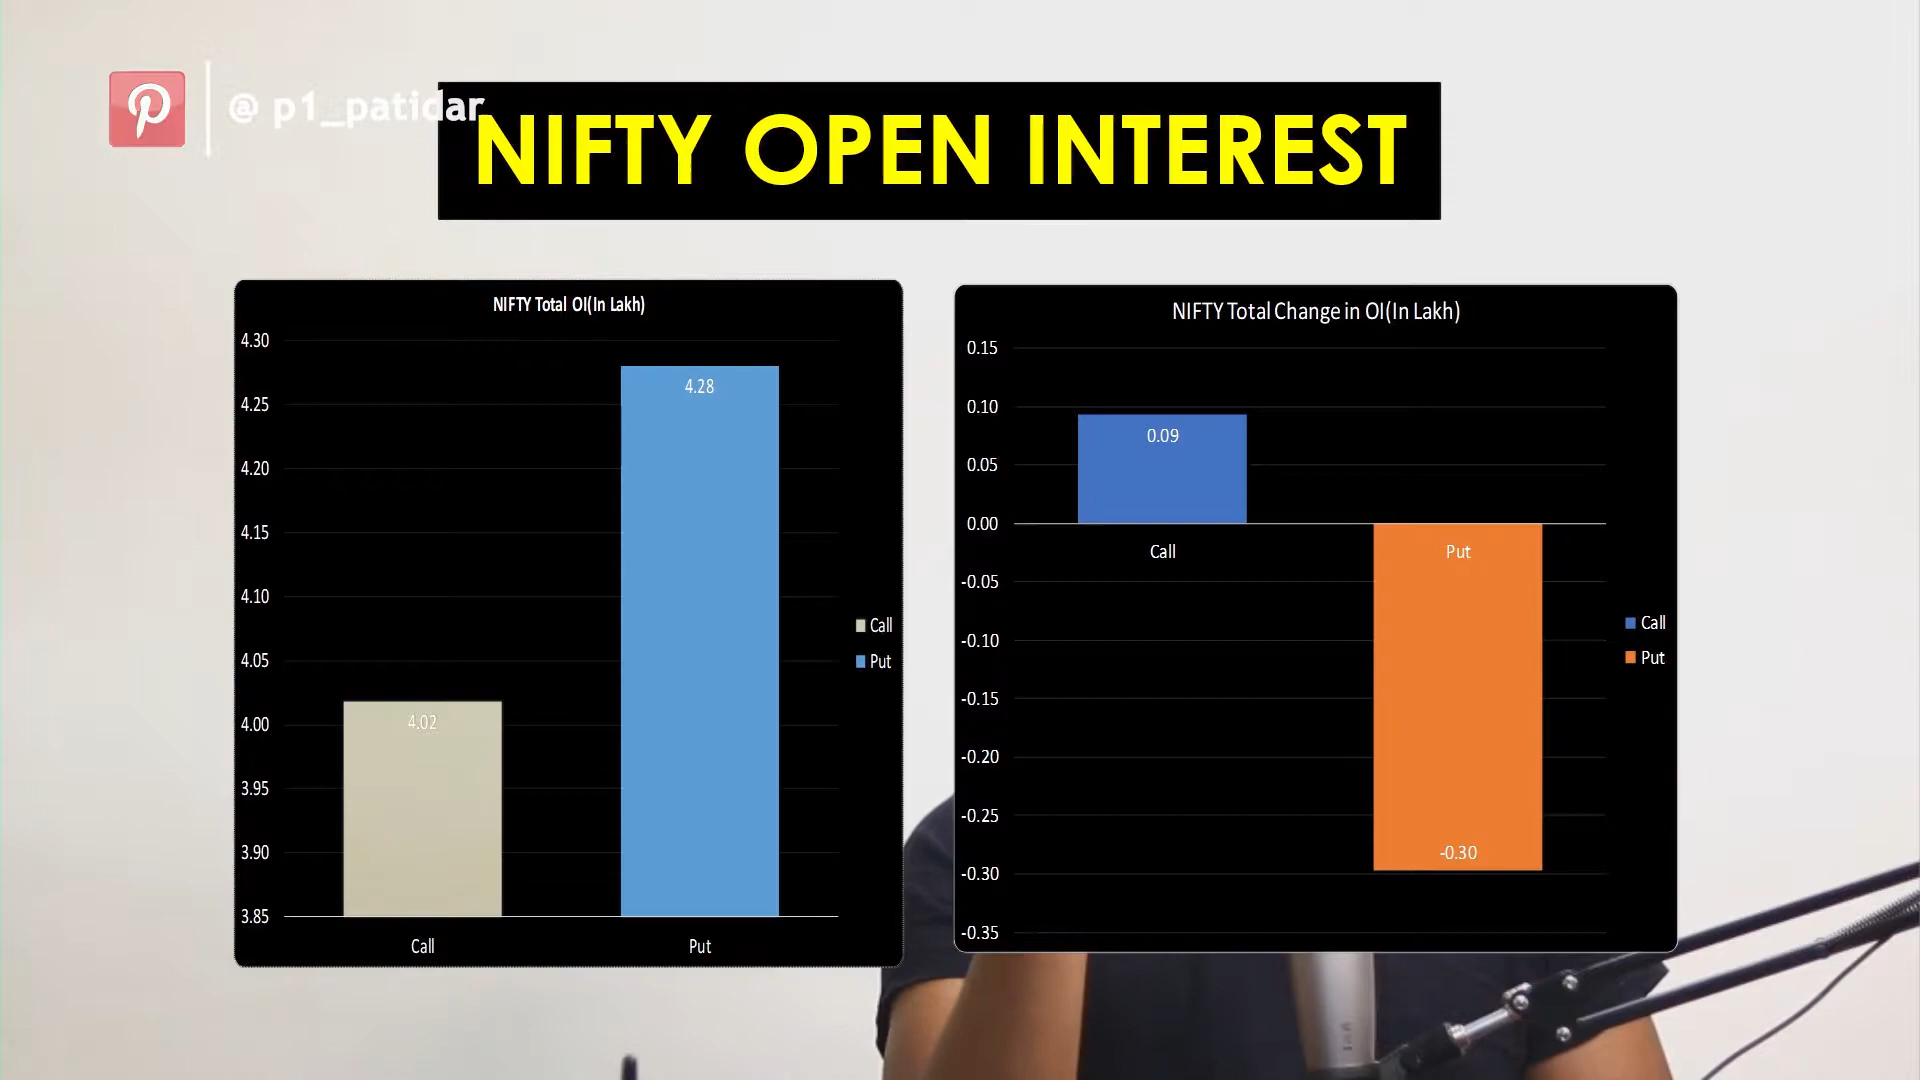 @ p1_patidar
NIFTY OPEN INTEREST
NIFTY Total OI(In Lakh)
4.30
4.25
4.20
4.15
4.10
4.05
4.00
3.95
3.90
3.85
4.02
4.28
Call
Put
Call
Put
NIFTY Total Change in OI(In Lakh)
0.15
0.10
0.05
0.00
-0.05
-0.10
-0.15
-0.20
-0.25
-0.30
-0.35
0.09
Call
Put
-0.30
Call
Put